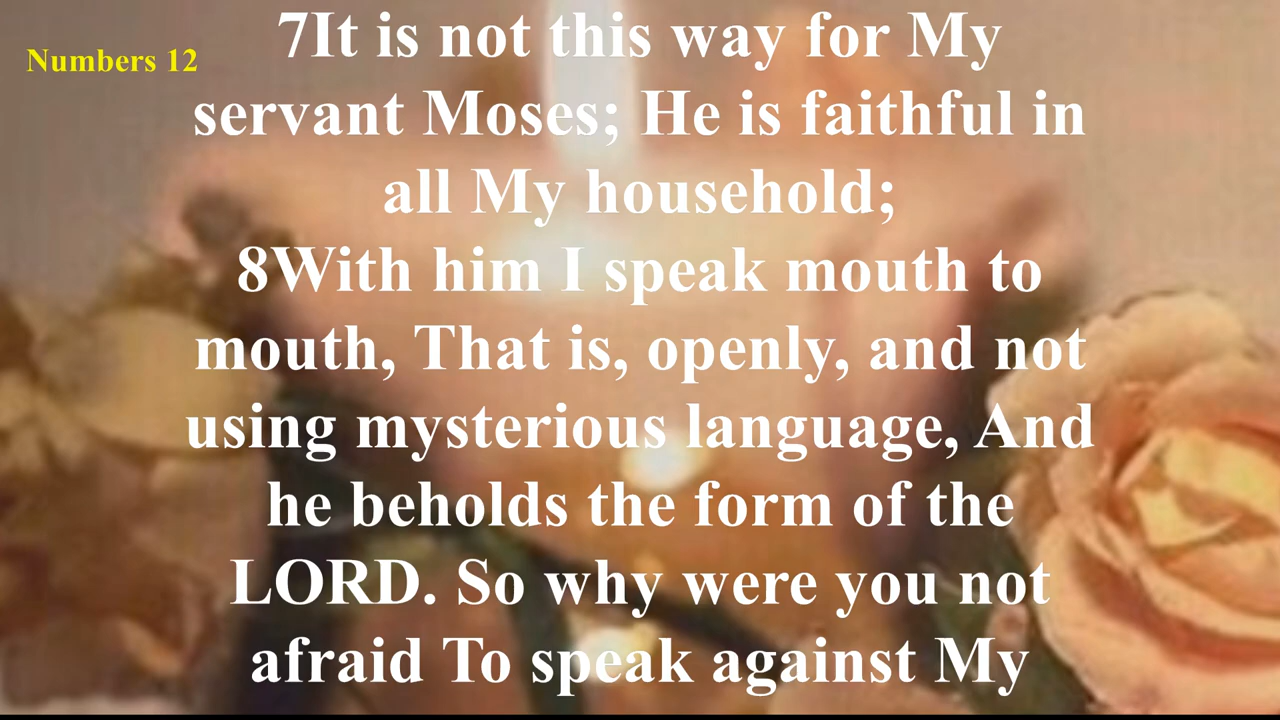 Numbers 12
7It is not this way for My
servant Moses; He is faithful in
all My household;
8With him I speak mouth to
mouth, That is, openly, and not
using mysterious language, And
he beholds the form of the
LORD. So why were you not
afraid To speak against My